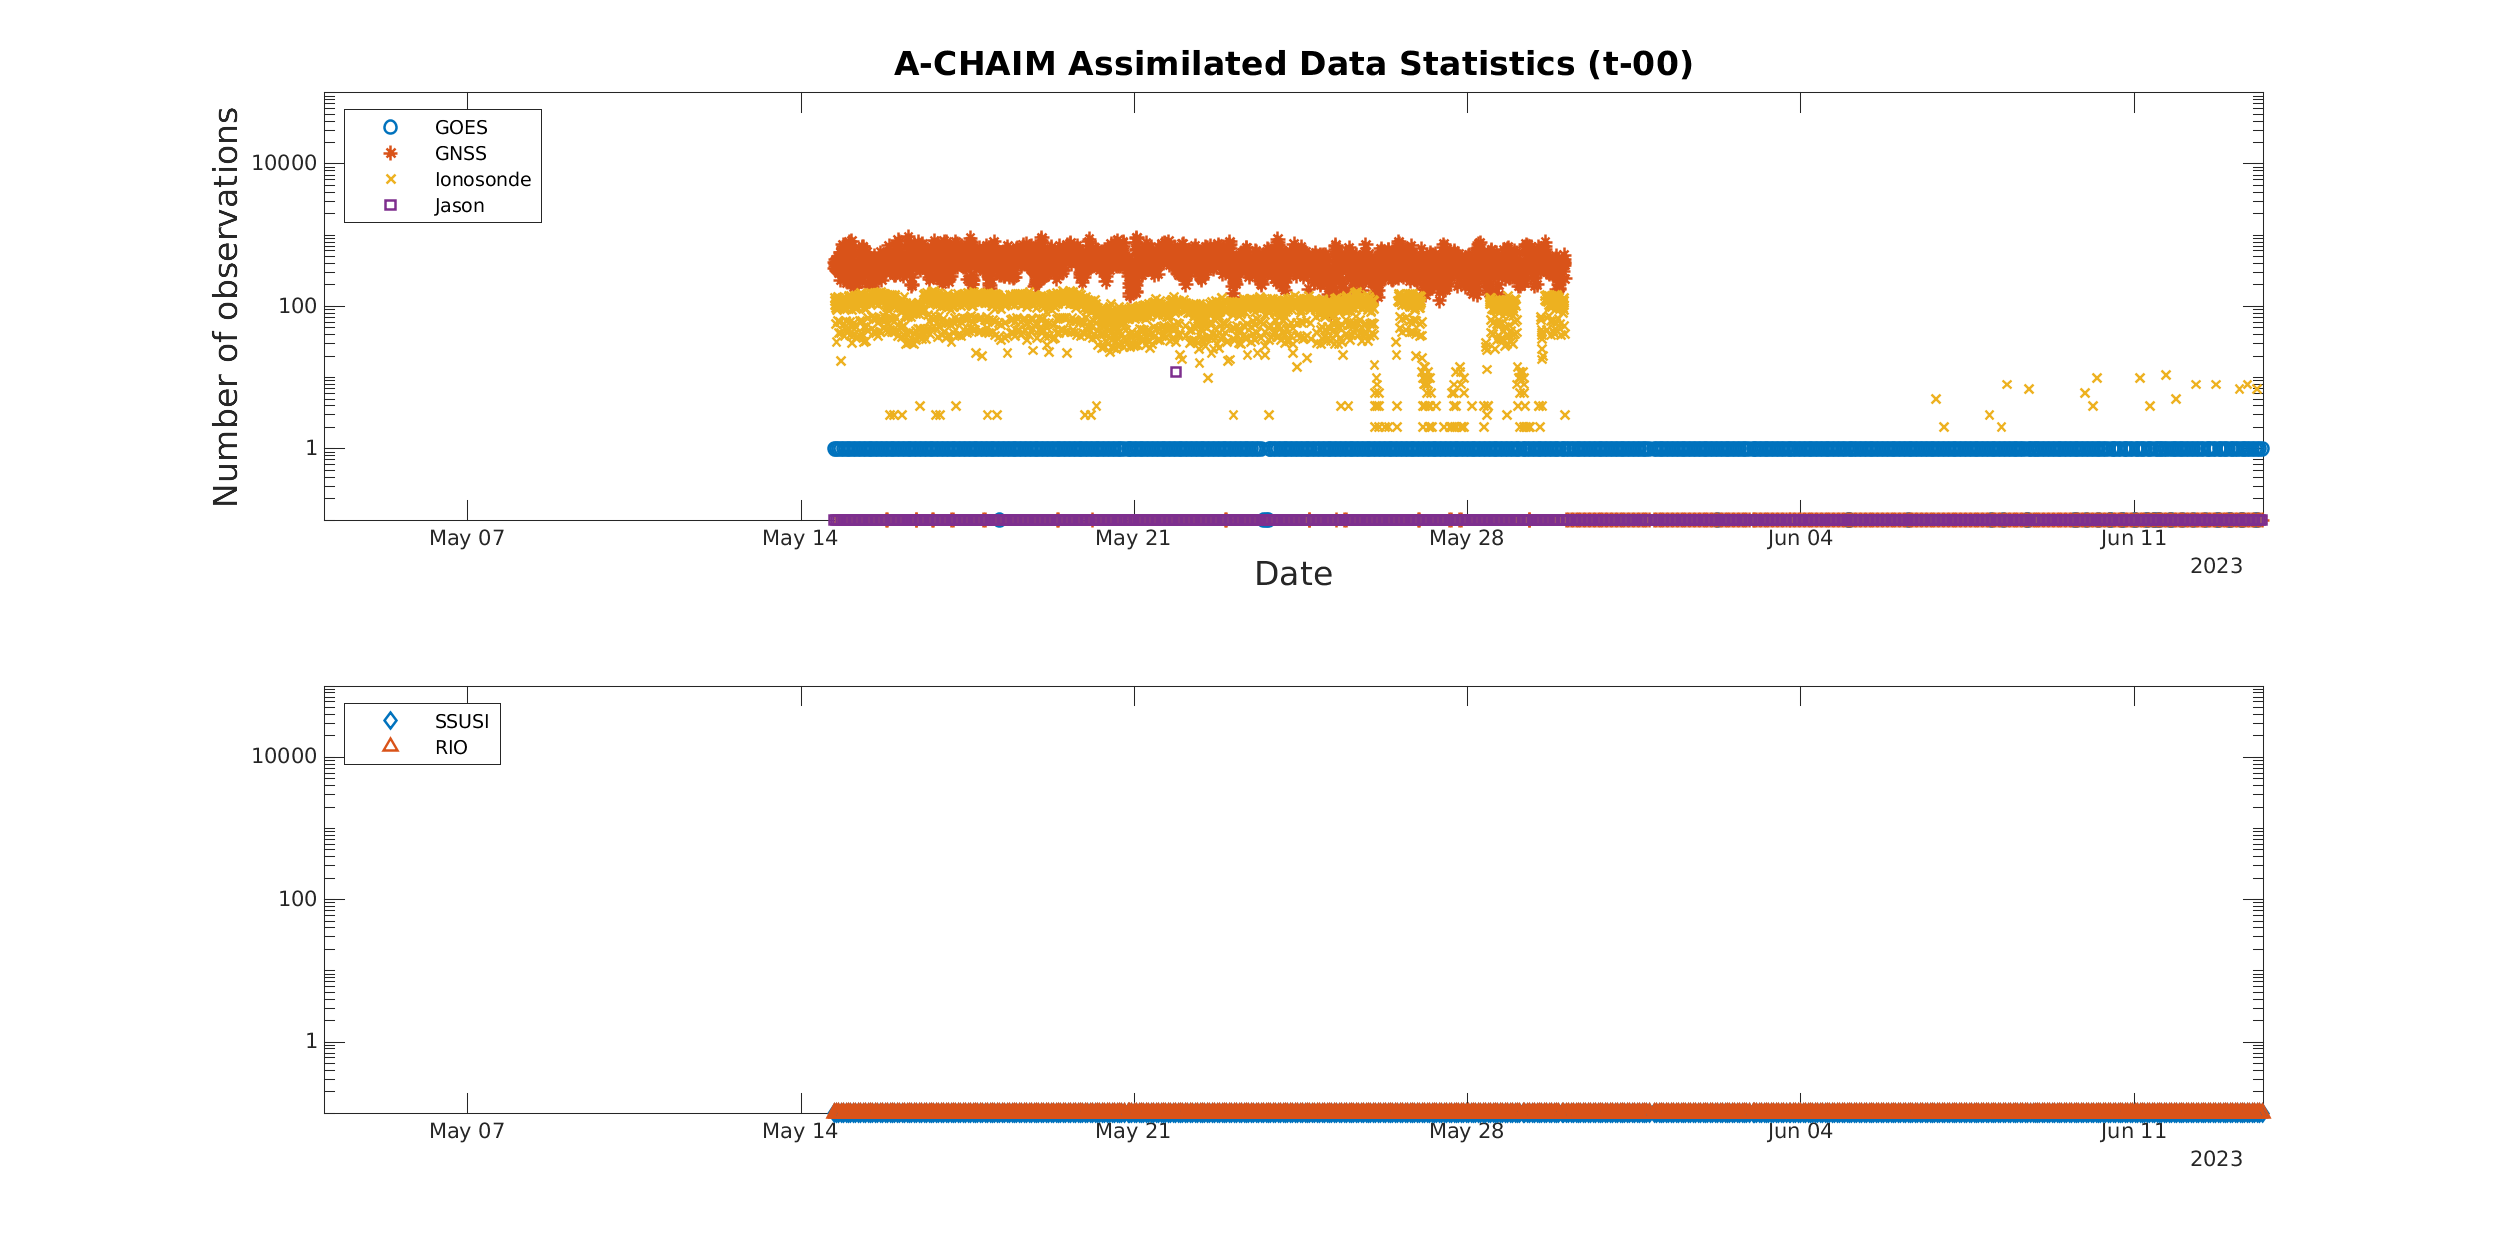 A-CHAIM Assimilated Data Statistics (t-00)
Number of observations
GOES
GNSS
Ionosonde
Jason
10000
100
1
May 07
May 14
May 21
May 28
Jun 04
Jun 11
2023
Date
SSUSI
RIO
10000
100
1
May 07
May 14
May 21
May 28
Jun 04
Jun 11
2023